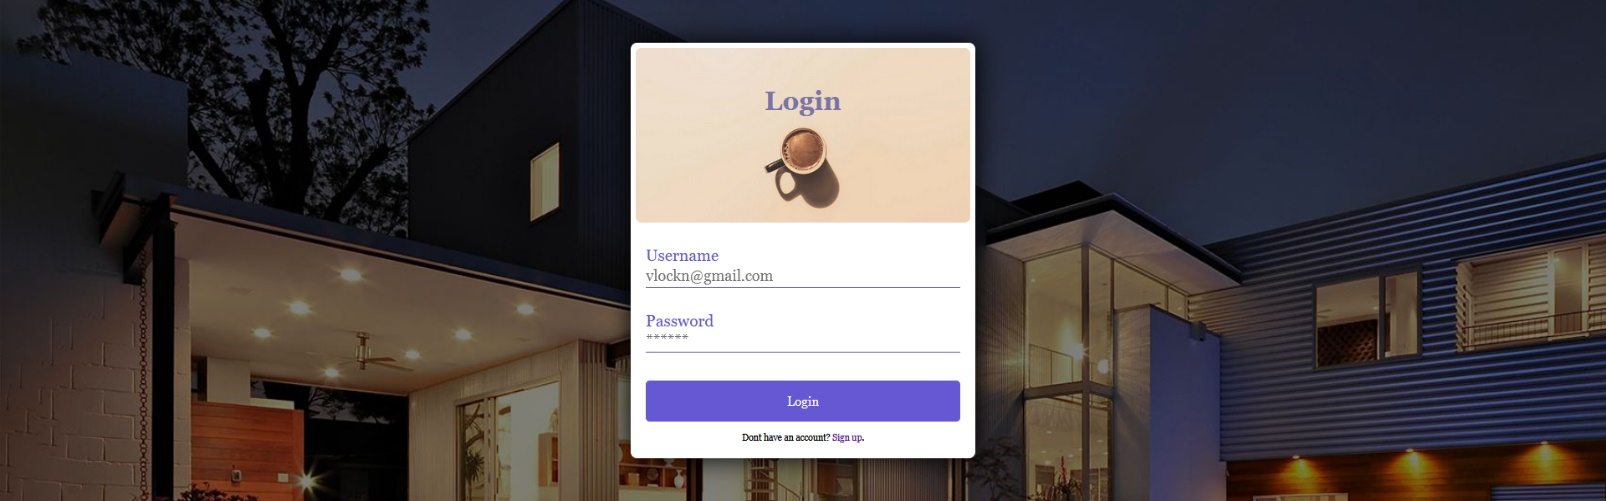 Login
Username
vlockn@gmail.com
Password
******
Login
Dont have an account? Sign up.